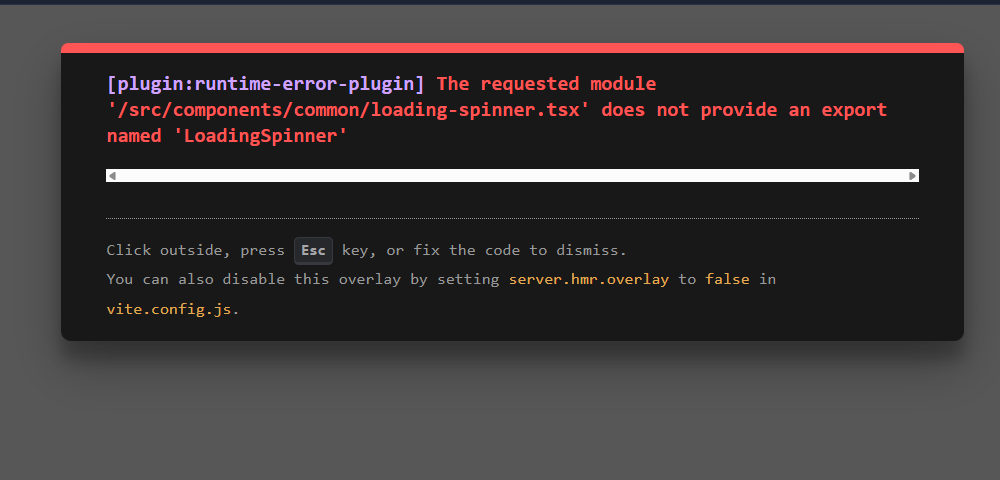 [plugin:runtime-error-plugin] The requested module
'/src/components/common/loading-spinner.tsx' does not provide an export
named 'LoadingSpinner'
Click outside, press Esc key, or fix the code to dismiss.
You can also disable this overlay by setting server.hmr.overlay to false in
vite.config.js.